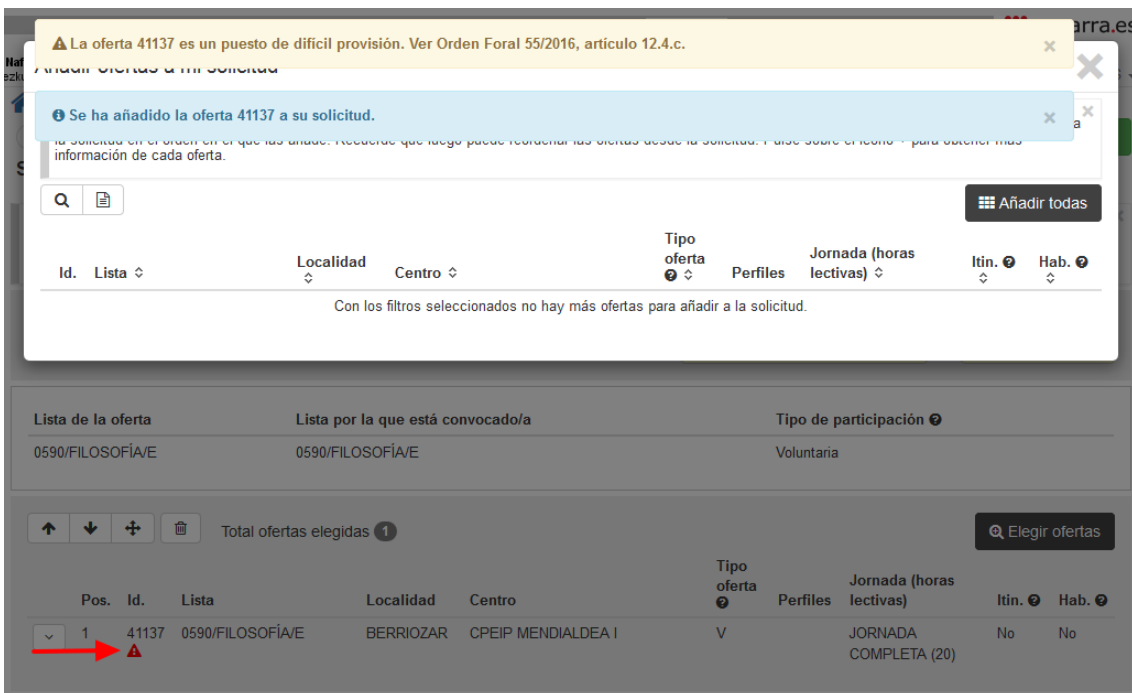 arra.es
La oferta 41137 es un puesto de difícil provisión. Ver Orden Foral 55/2016, artículo 12.4.c.
Naf
Añadir ofertas a mi solicitud
ezku
Se ha añadido la oferta 41137 a su solicitud.
a
la solicitud en el orden en el que las añade. Recuerde que luego puede reordenar las ofertas desde la solicitud. Pulse sobre el icono + para obtener más
información de cada oferta.
S
Añadir todas
Id. Lista Localidad Centro Tipo oferta Perfiles Jornada (horas lectivas) Itin. Hab.
Con los filtros seleccionados no hay más ofertas para añadir a la solicitud.
Lista de la oferta Lista por la que está convocado/a Tipo de participación
0590/FILOSOFÍA/E 0590/FILOSOFÍA/E Voluntaria
Total ofertas elegidas 1 Elegir ofertas
Pos. Id. Lista Localidad Centro Tipo oferta Perfiles Jornada (horas lectivas) Itin. Hab.
1 41137 0590/FILOSOFÍA/E BERRIOZAR CPEIP MENDIALDEA I V JORNADA COMPLETA (20) No No